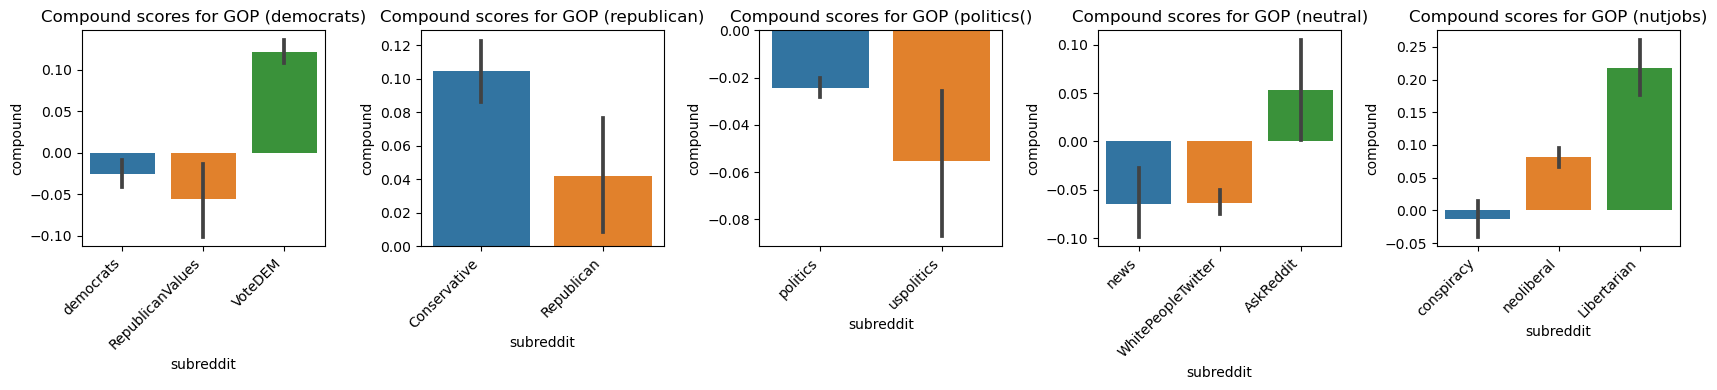 Compound scores for GOP (democrats)
compound
0.10
0.05
0.00
−0.05
−0.10
democrats
RepublicanValues
VoteDEM
subreddit
Compound scores for GOP (republican)
compound
0.12
0.10
0.08
0.06
0.04
0.02
0.00
Conservative
Republican
subreddit
Compound scores for GOP (politics()
compound
0.00
−0.02
−0.04
−0.06
−0.08
politics
uspolitics
subreddit
Compound scores for GOP (neutral)
compound
0.10
0.05
0.00
−0.05
−0.10
news
WhitePeopleTwitter
AskReddit
subreddit
Compound scores for GOP (nutjobs)
compound
0.25
0.20
0.15
0.10
0.05
0.00
−0.05
conspiracy
neoliberal
Libertarian
subreddit